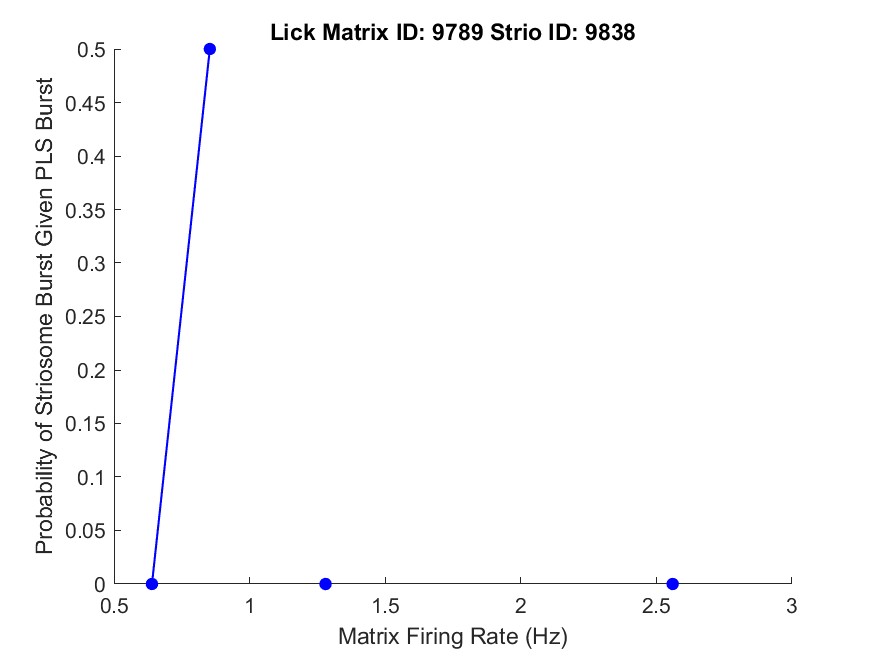 Lick Matrix ID: 9789 Strio ID: 9838
Probability of Striosome Burst Given PLS Burst
0.5
0.45
0.4
0.35
0.3
0.25
0.2
0.15
0.1
0.05
0
0.5 1 1.5 2 2.5 3
Matrix Firing Rate (Hz)